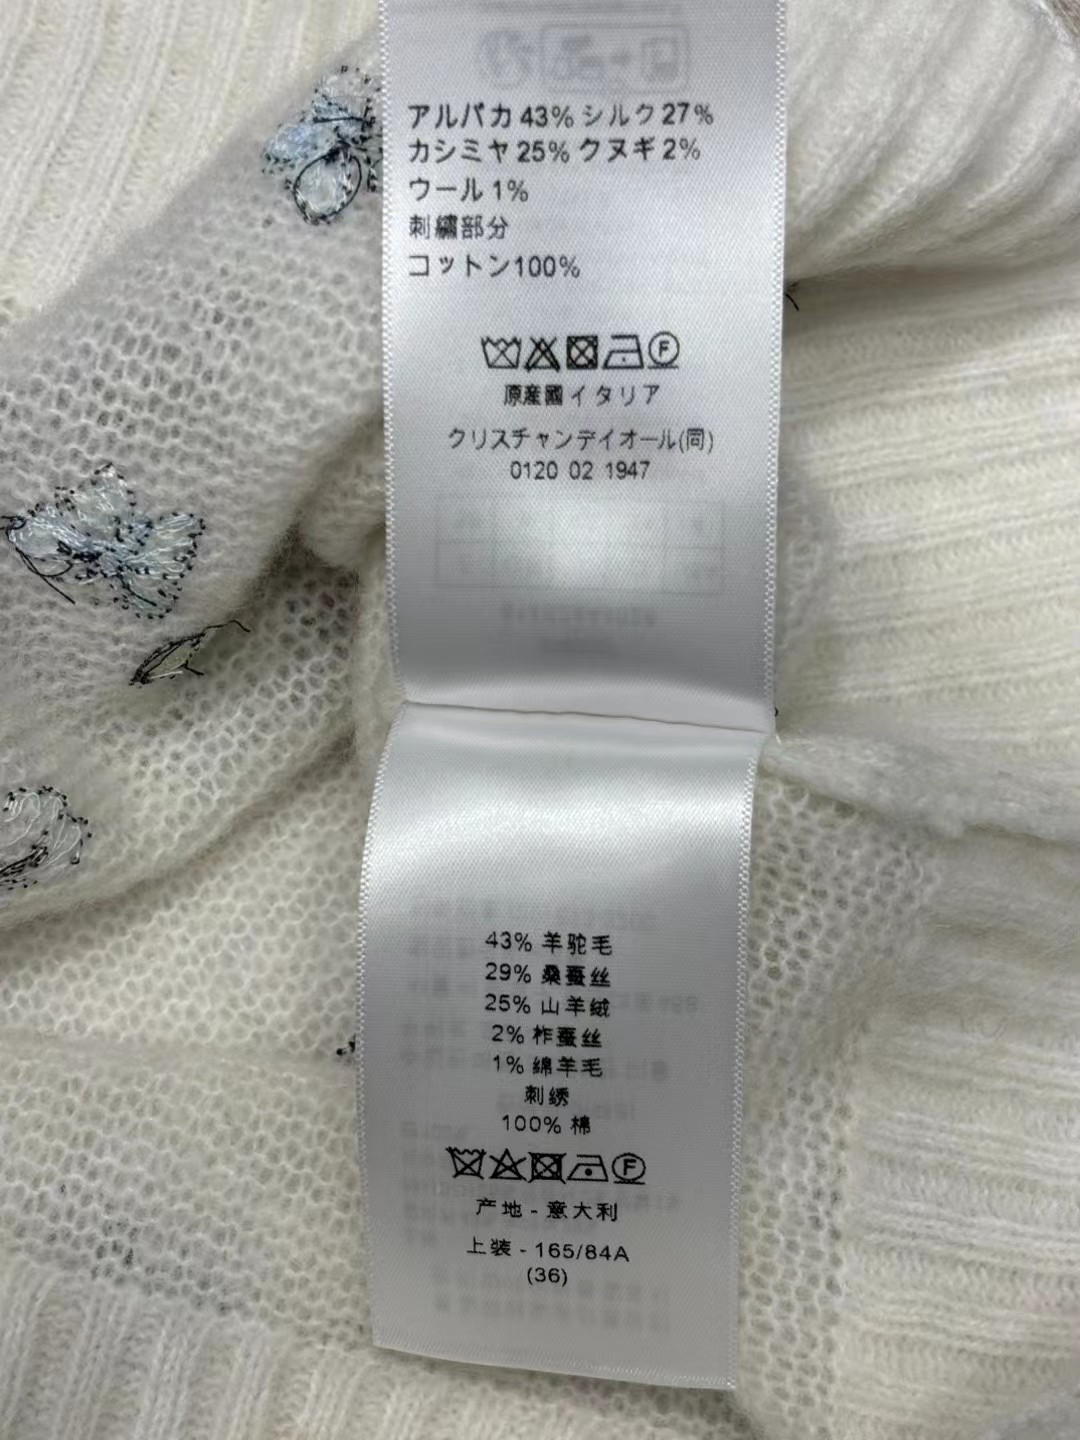 アルパカ 43% シルク 27%
カシミヤ 25% クヌギ 2%
ウール 1%
刺繍部分
コットン100%
原産國イタリア
クリスチャンデイオール(同)
0120 02 1947
43% 羊驼毛
29% 桑蚕丝
25% 山羊绒
2% 柞蚕丝
1% 绵羊毛
刺绣
100% 棉
产地 - 意大利
上装 - 165/84A
(36)